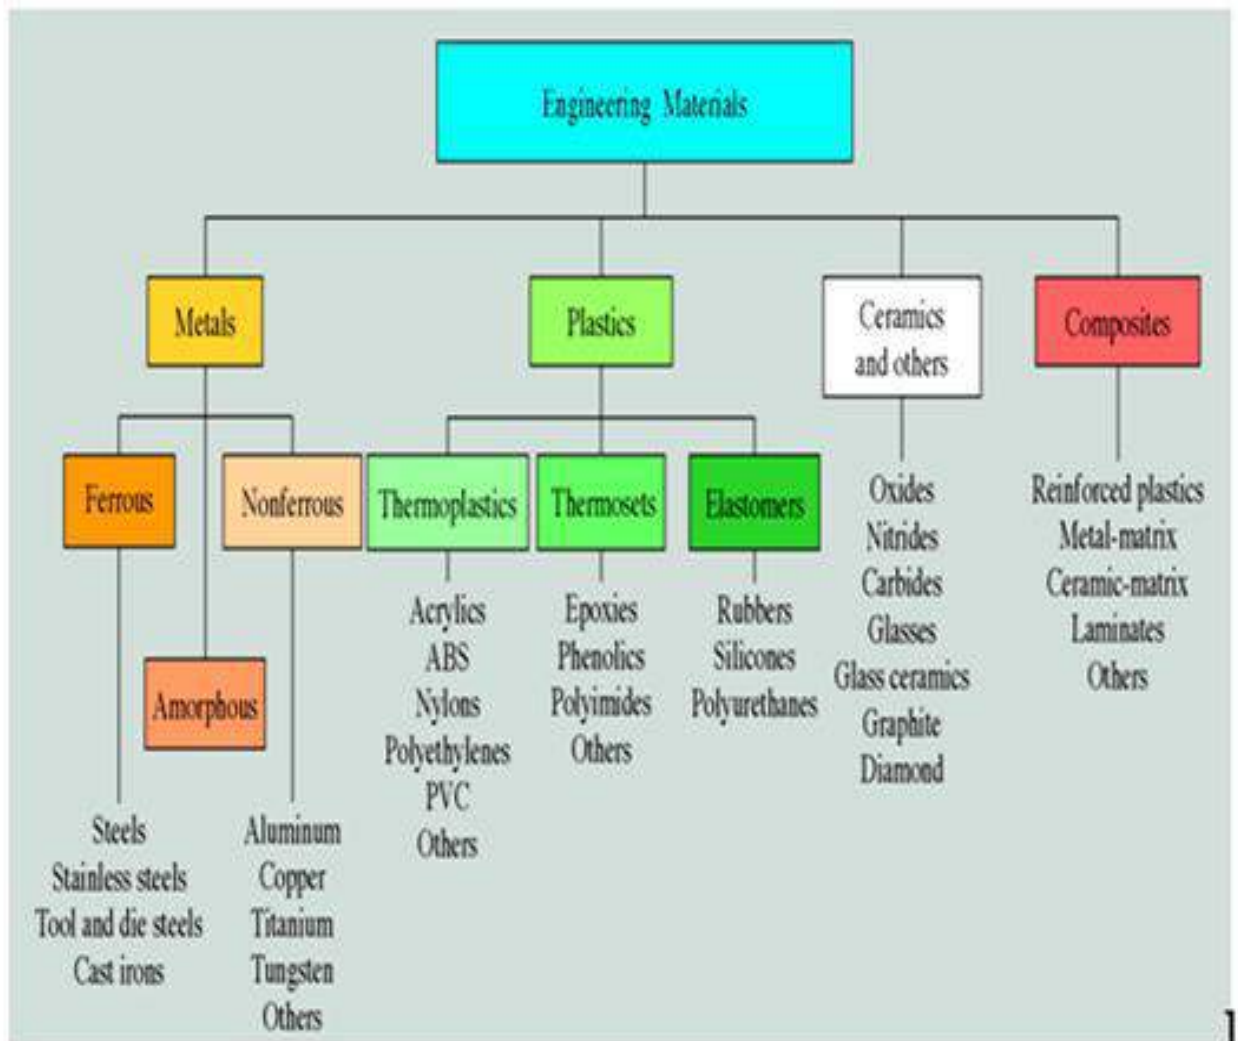 Engineering Materials
Metals
Plastics
Ceramics
and others
Composites
Ferrous
Nonferrous
Amorphous
Thermoplastics
Thermosets
Elastomers
Steels
Stainless steels
Tool and die steels
Cast irons
Aluminum
Copper
Titanium
Tungsten
Others
Acrylics
ABS
Nylons
Polyethylenes
PVC
Others
Epoxies
Phenolics
Polyimides
Others
Rubbers
Silicones
Polyurethanes
Oxides
Nitrides
Carbides
Glasses
Glass ceramics
Graphite
Diamond
Reinforced plastics
Metal-matrix
Ceramic-matrix
Laminates
Others